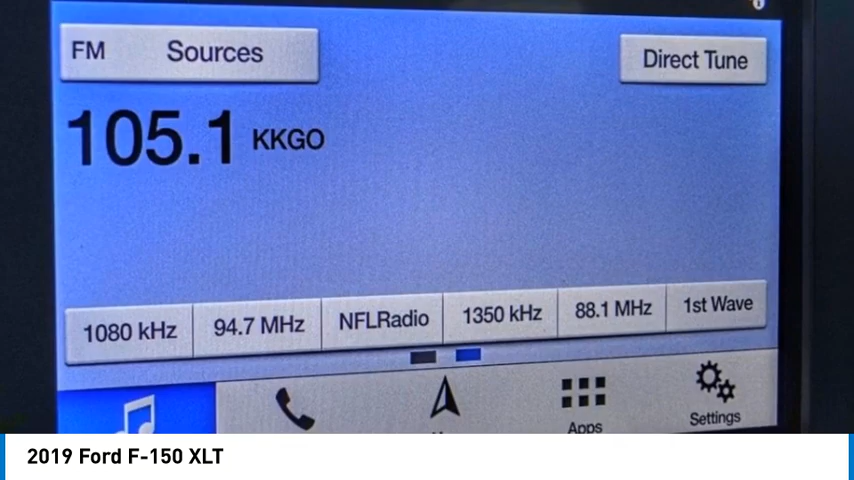 FM Sources
Direct Tune
105.1 KKGO
1080 kHz 94.7 MHz NFLRadio 1350 kHz 88.1 MHz 1st Wave
Apps
Settings
2019 Ford F-150 XLT